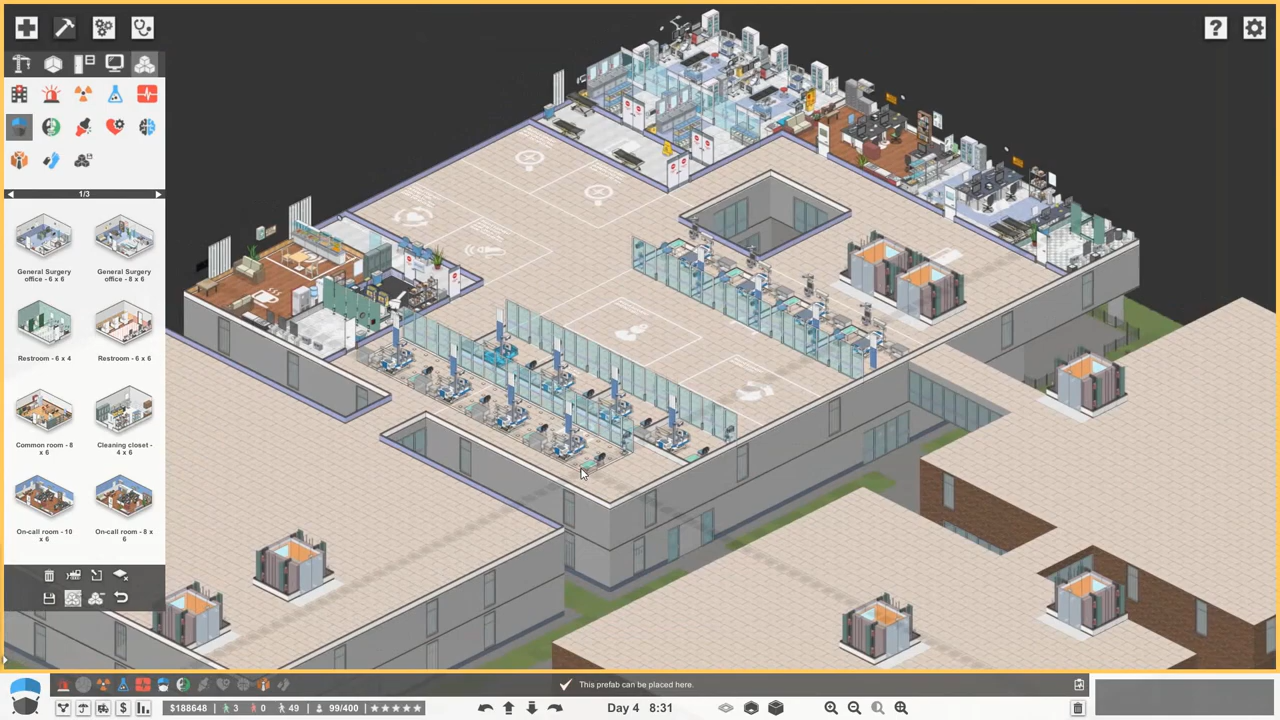 ?
1/3
General Surgery office - 6 x 6
General Surgery office - 8 x 6
Restroom - 6 x 4
Restroom - 6 x 6
Common room - 8 x 6
Cleaning closet - 4 x 6
On-call room - 10 x 6
On-call room - 8 x 6
This prefab can be placed here.
$188648
3
0
49
99/400
Day 4 8:31